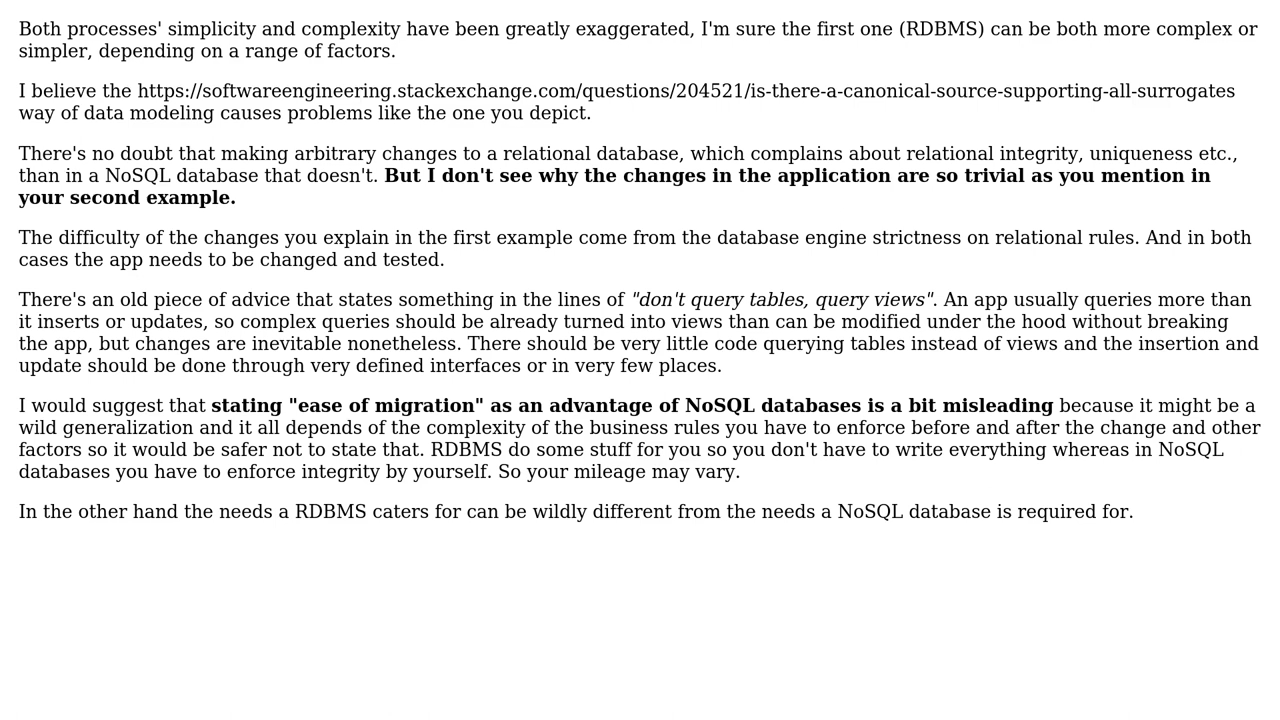 Both processes' simplicity and complexity have been greatly exaggerated, I'm sure the first one (RDBMS) can be both more complex or
simpler, depending on a range of factors.
I believe the https://softwareengineering.stackexchange.com/questions/204521/is-there-a-canonical-source-supporting-all-surrogates
way of data modeling causes problems like the one you depict.
There's no doubt that making arbitrary changes to a relational database, which complains about relational integrity, uniqueness etc.,
than in a NoSQL database that doesn't. But I don't see why the changes in the application are so trivial as you mention in
your second example.
The difficulty of the changes you explain in the first example come from the database engine strictness on relational rules. And in both
cases the app needs to be changed and tested.
There's an old piece of advice that states something in the lines of "don't query tables, query views". An app usually queries more than
it inserts or updates, so complex queries should be already turned into views than can be modified under the hood without breaking
the app, but changes are inevitable nonetheless. There should be very little code querying tables instead of views and the insertion and
update should be done through very defined interfaces or in very few places.
I would suggest that stating "ease of migration" as an advantage of NoSQL databases is a bit misleading because it might be a
wild generalization and it all depends of the complexity of the business rules you have to enforce before and after the change and other
factors so it would be safer not to state that. RDBMS do some stuff for you so you don't have to write everything whereas in NoSQL
databases you have to enforce integrity by yourself. So your mileage may vary.
In the other hand the needs a RDBMS caters for can be wildly different from the needs a NoSQL database is required for.